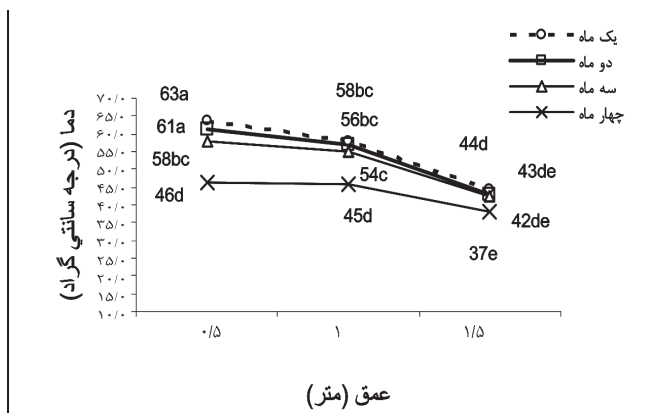 یک ماه
دو ماه
سه ماه
چهار ماه
63a
58bc
61a
56bc
44d
58bc
54c
43de
46d
45d
42de
37e
دما (درجه سانتي گراد)
۷۰/۰
۶۵/۰
۶۰/۰
۵۵/۰
۵۰/۰
۴۵/۰
۴۰/۰
۳۵/۰
۳۰/۰
۲۵/۰
۲۰/۰
۱۵/۰
۱۰/۰
۰/۵
۱
۱/۵
عمق (متر)